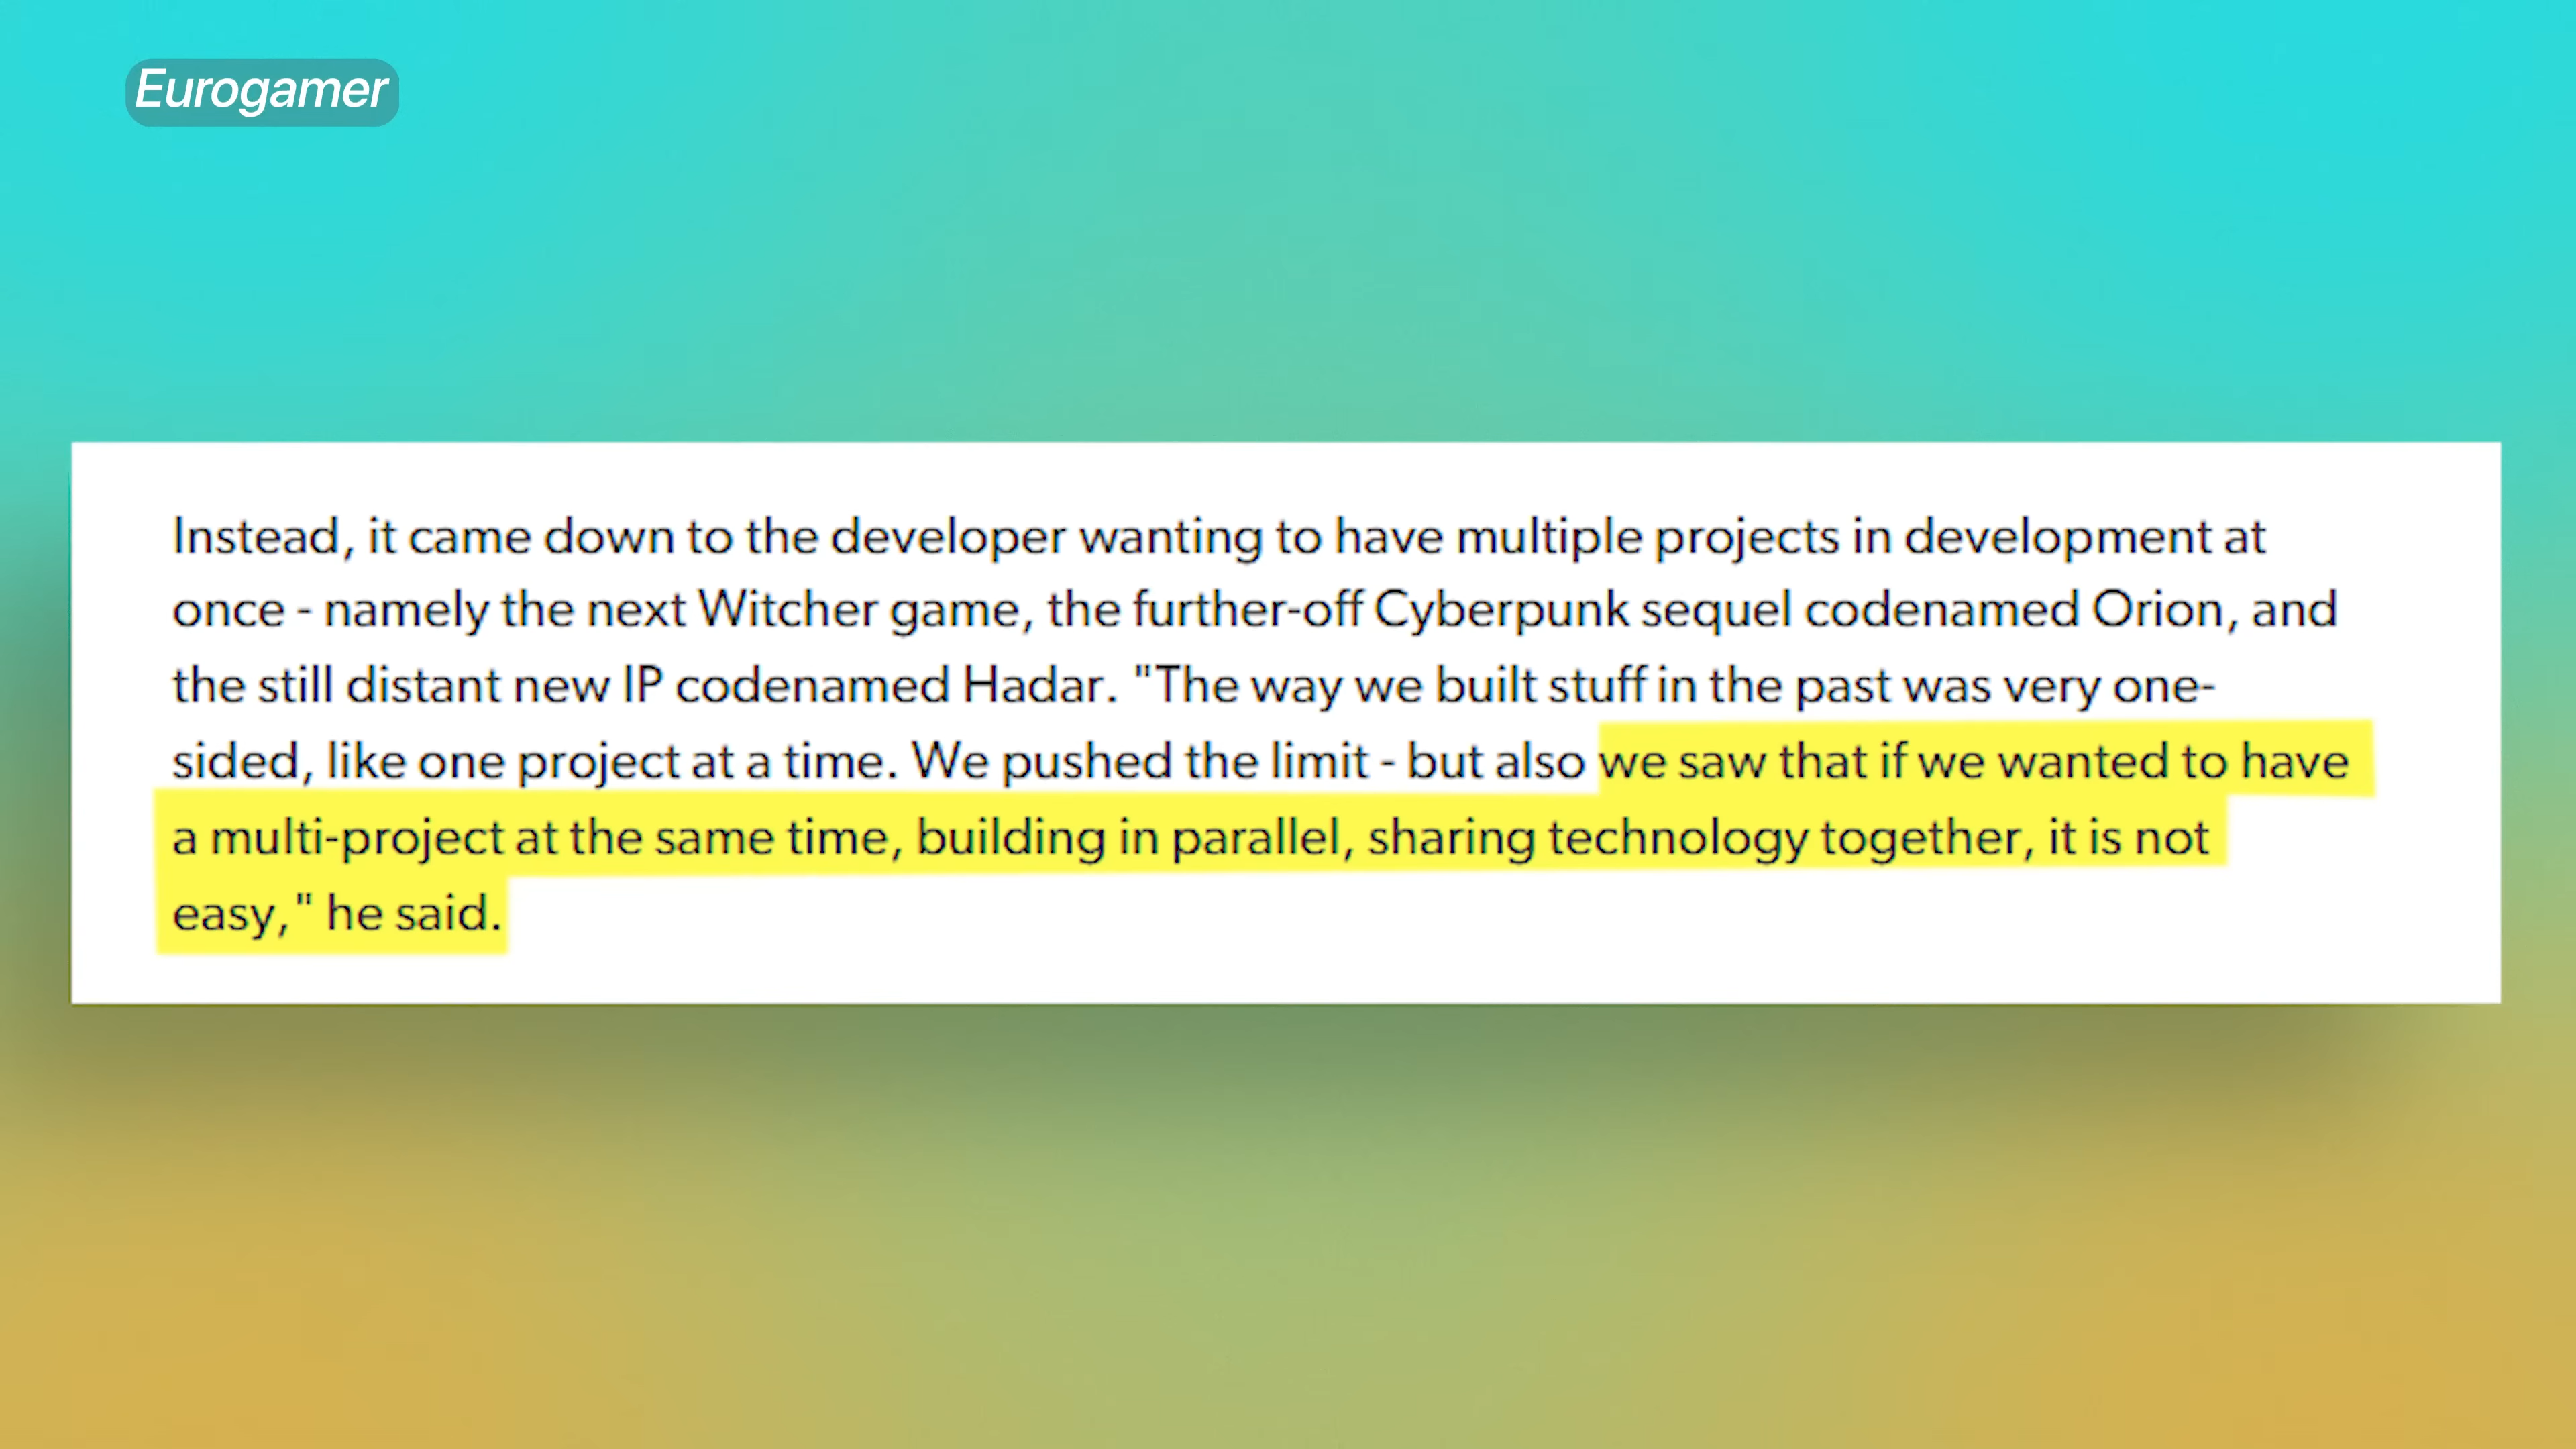 Eurogamer
Instead, it came down to the developer wanting to have multiple projects in development at
once - namely the next Witcher game, the further-off Cyberpunk sequel codenamed Orion, and
the still distant new IP codenamed Hadar. "The way we built stuff in the past was very one-
sided, like one project at a time. We pushed the limit - but also we saw that if we wanted to have
a multi-project at the same time, building in parallel, sharing technology together, it is not
easy," he said.